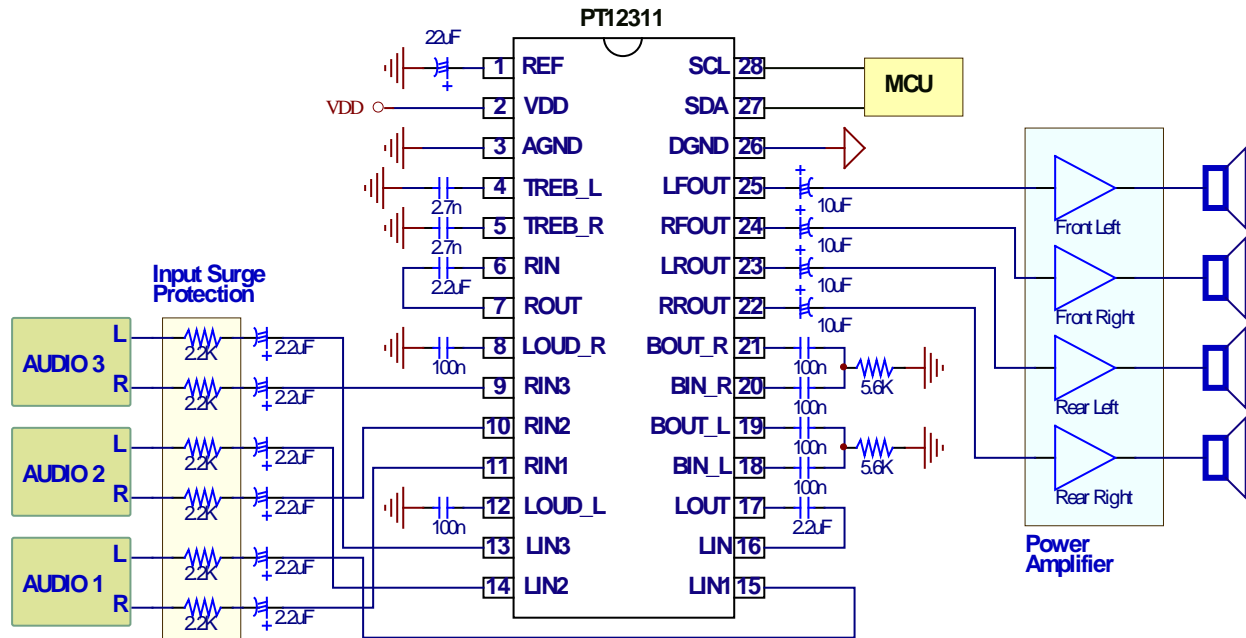 PT12311
22uF
+
1 REF
SCL 28
MCU
VDD
2 VDD
SDA 27
3 AGND
DGND 26
4 TREB_L
2.7n
LFOUT 25
+
10uF
Front Left
5 TREB_R
2.7n
RFOUT 24
+
10uF
Front Right
6 RIN
2.2uF
LROUT 23
+
10uF
Rear Left
7 ROUT
RROUT 22
+
10uF
Rear Right
Power
Amplifier
Input Surge
Protection
8 LOUD_R
100n
BOUT_R 21
100n
5.6K
9 RIN3
BIN_R 20
100n
10 RIN2
BOUT_L 19
100n
5.6K
11 RIN1
BIN_L 18
100n
12 LOUD_L
100n
LOUT 17
2.2uF
13 LIN3
LIN 16
14 LIN2
LIN1 15
AUDIO 3
L
2.2K
+
2.2uF
R
2.2K
+
2.2uF
AUDIO 2
L
2.2K
+
2.2uF
R
2.2K
+
2.2uF
AUDIO 1
L
2.2K
+
2.2uF
R
2.2K
+
2.2uF